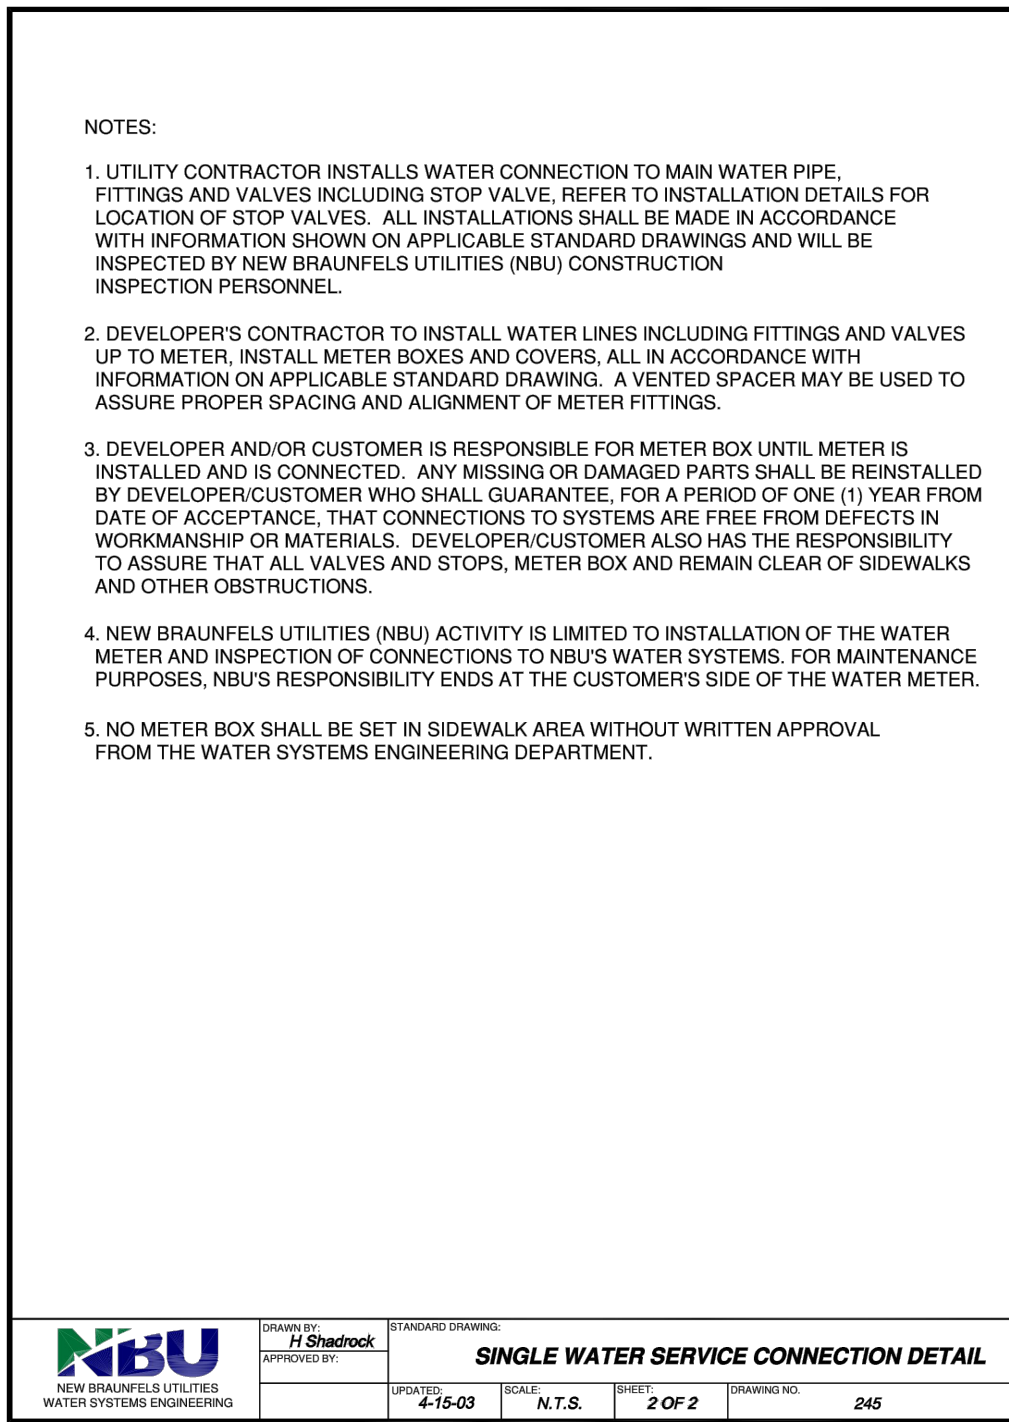 NOTES:
1. UTILITY CONTRACTOR INSTALLS WATER CONNECTION TO MAIN WATER PIPE,
FITTINGS AND VALVES INCLUDING STOP VALVE, REFER TO INSTALLATION DETAILS FOR
LOCATION OF STOP VALVES. ALL INSTALLATIONS SHALL BE MADE IN ACCORDANCE
WITH INFORMATION SHOWN ON APPLICABLE STANDARD DRAWINGS AND WILL BE
INSPECTED BY NEW BRAUNFELS UTILITIES (NBU) CONSTRUCTION
INSPECTION PERSONNEL.
2. DEVELOPER'S CONTRACTOR TO INSTALL WATER LINES INCLUDING FITTINGS AND VALVES
UP TO METER, INSTALL METER BOXES AND COVERS, ALL IN ACCORDANCE WITH
INFORMATION ON APPLICABLE STANDARD DRAWING. A VENTED SPACER MAY BE USED TO
ASSURE PROPER SPACING AND ALIGNMENT OF METER FITTINGS.
3. DEVELOPER AND/OR CUSTOMER IS RESPONSIBLE FOR METER BOX UNTIL METER IS
INSTALLED AND IS CONNECTED. ANY MISSING OR DAMAGED PARTS SHALL BE REINSTALLED
BY DEVELOPER/CUSTOMER WHO SHALL GUARANTEE, FOR A PERIOD OF ONE (1) YEAR FROM
DATE OF ACCEPTANCE, THAT CONNECTIONS TO SYSTEMS ARE FREE FROM DEFECTS IN
WORKMANSHIP OR MATERIALS. DEVELOPER/CUSTOMER ALSO HAS THE RESPONSIBILITY
TO ASSURE THAT ALL VALVES AND STOPS, METER BOX AND REMAIN CLEAR OF SIDEWALKS
AND OTHER OBSTRUCTIONS.
4. NEW BRAUNFELS UTILITIES (NBU) ACTIVITY IS LIMITED TO INSTALLATION OF THE WATER
METER AND INSPECTION OF CONNECTIONS TO NBU'S WATER SYSTEMS. FOR MAINTENANCE
PURPOSES, NBU'S RESPONSIBILITY ENDS AT THE CUSTOMER'S SIDE OF THE WATER METER.
5. NO METER BOX SHALL BE SET IN SIDEWALK AREA WITHOUT WRITTEN APPROVAL
FROM THE WATER SYSTEMS ENGINEERING DEPARTMENT.
NBU
NEW BRAUNFELS UTILITIES
WATER SYSTEMS ENGINEERING
DRAWN BY:
H Shadrock
APPROVED BY:
STANDARD DRAWING:
SINGLE WATER SERVICE CONNECTION DETAIL
UPDATED:
4-15-03
SCALE:
N.T.S.
SHEET:
2 OF 2
DRAWING NO.
245